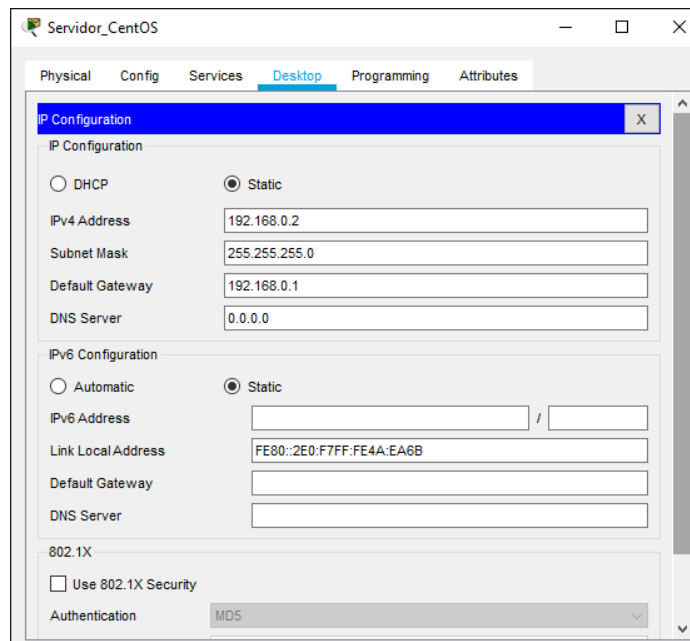 Servidor_CentOS
Physical Config Services Desktop Programming Attributes
IP Configuration X
IP Configuration
DHCP Static
IPv4 Address 192.168.0.2
Subnet Mask 255.255.255.0
Default Gateway 192.168.0.1
DNS Server 0.0.0.0
IPv6 Configuration
Automatic Static
IPv6 Address /
Link Local Address FE80::2E0:F7FF:FE4A:EA6B
Default Gateway
DNS Server
802.1X
Use 802.1X Security
Authentication MD5